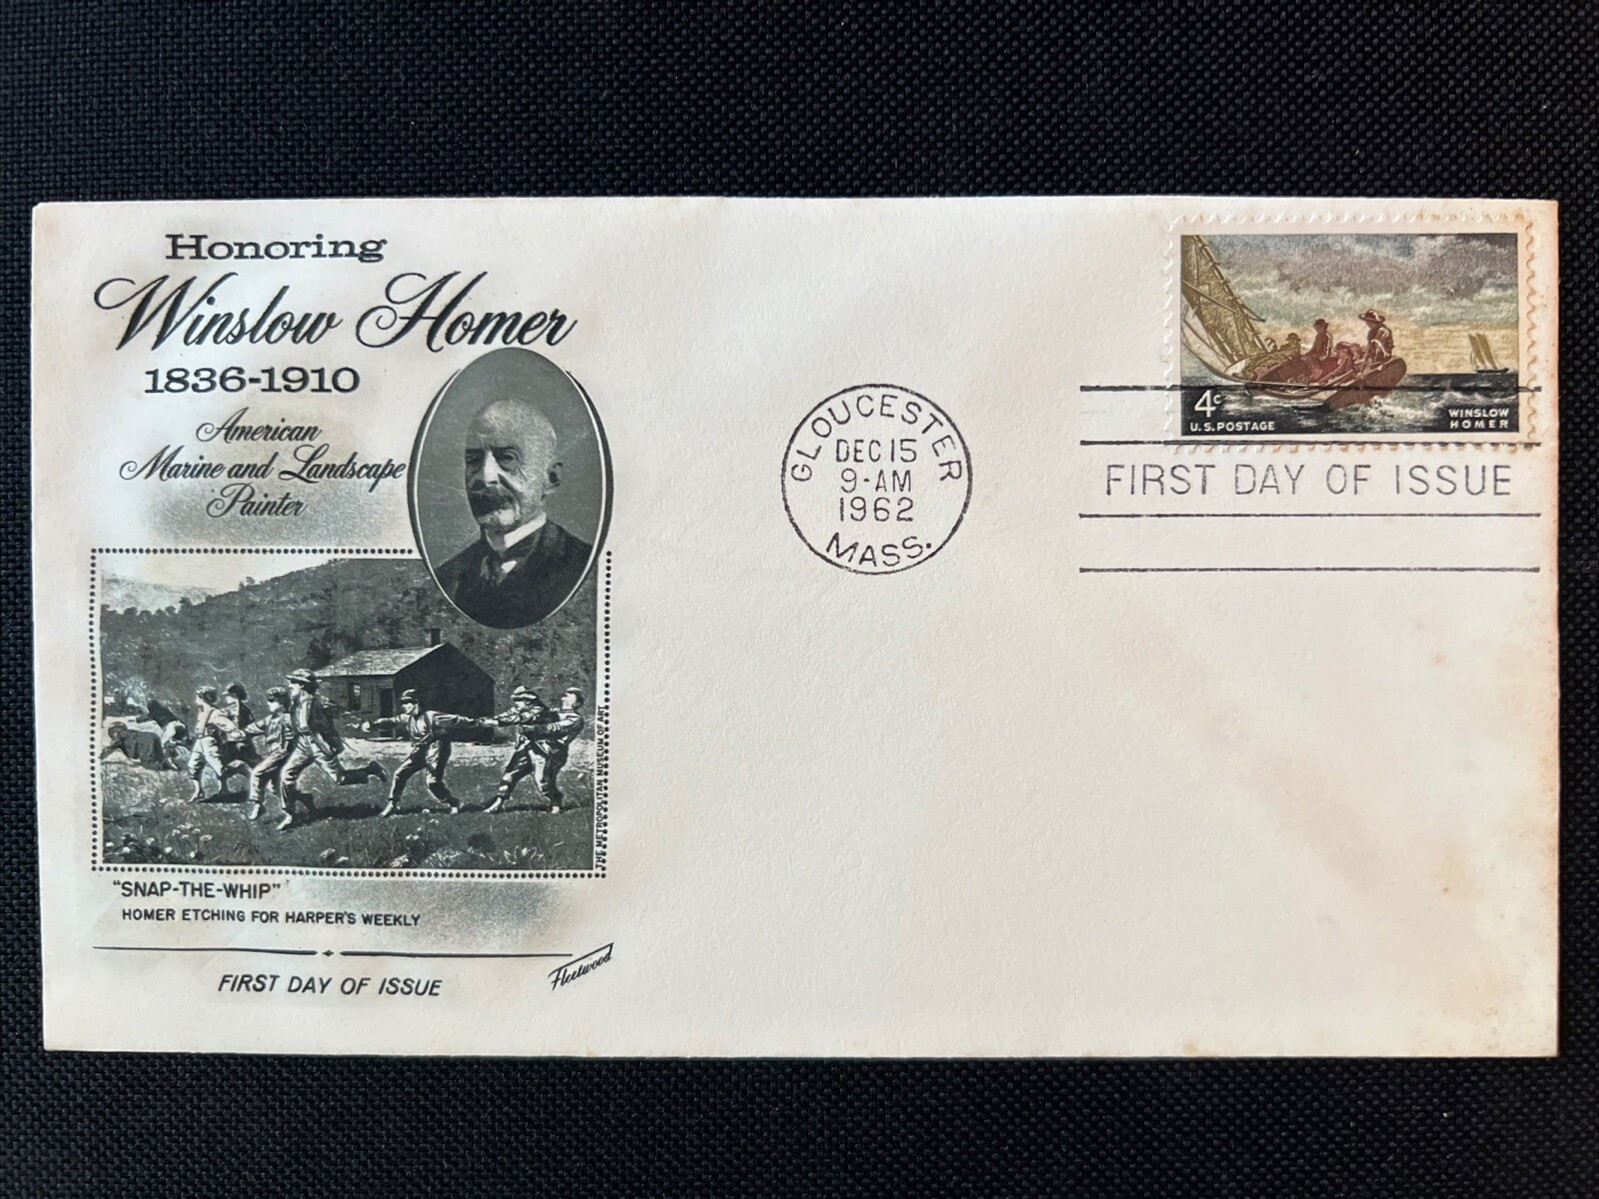 Honoring
Winslow Homer
1836-1910
American
Marine and Landscape
Painter
THE METROPOLITAN MUSEUM OF ART
"SNAP-THE-WHIP"
HOMER ETCHING FOR HARPER'S WEEKLY
FIRST DAY OF ISSUE
Fleetwood
GLOUCESTER
DEC 15
9-AM
1962
MASS.
4c
U.S. POSTAGE
WINSLOW
HOMER
FIRST DAY OF ISSUE